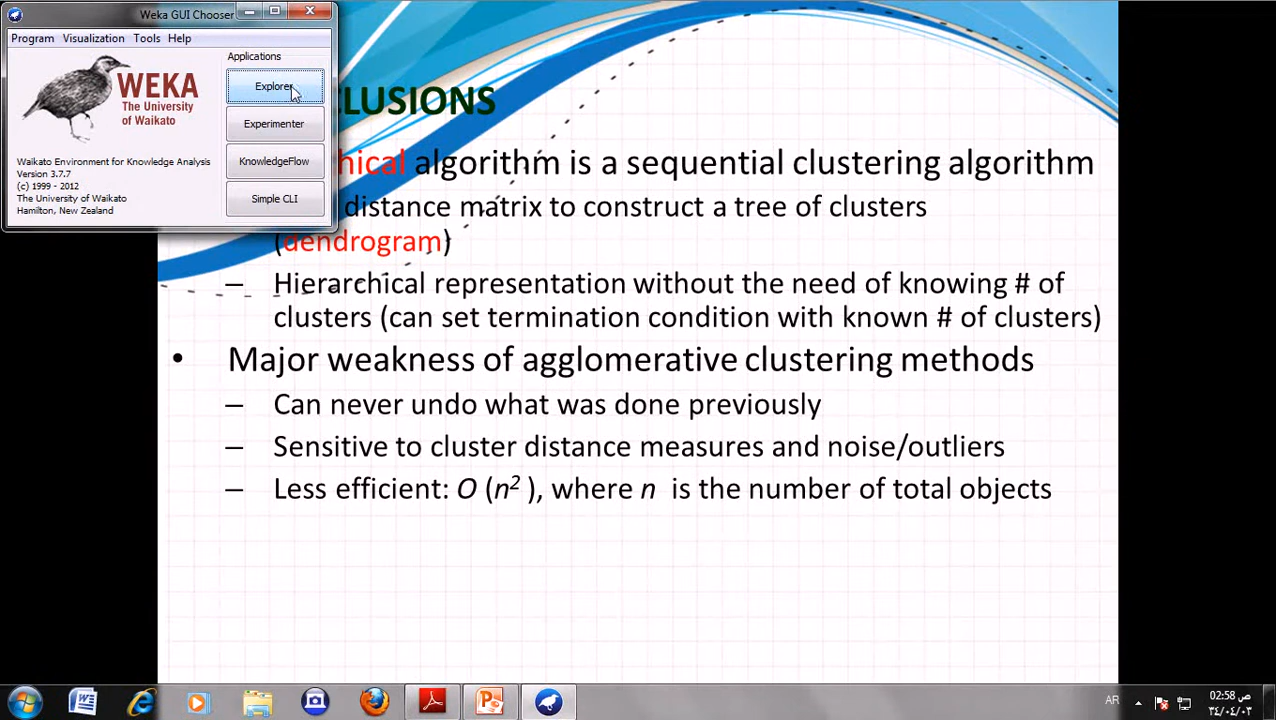 Weka GUI Chooser
Program Visualization Tools Help
WEKA
The University
of Waikato
Waikato Environment for Knowledge Analysis
Version 3.7.7
(c) 1999 - 2012
The University of Waikato
Hamilton, New Zealand
Applications
Explorer
Experimenter
KnowledgeFlow
Simple CLI
CLUSIONS
hical algorithm is a sequential clustering algorithm
distance matrix to construct a tree of clusters
(dendrogram)
– Hierarchical representation without the need of knowing # of
clusters (can set termination condition with known # of clusters)
• Major weakness of agglomerative clustering methods
– Can never undo what was done previously
– Sensitive to cluster distance measures and noise/outliers
– Less efficient: O (n² ), where n is the number of total objects
AR
02:58 ص
٣٤/٠٤/٠٣